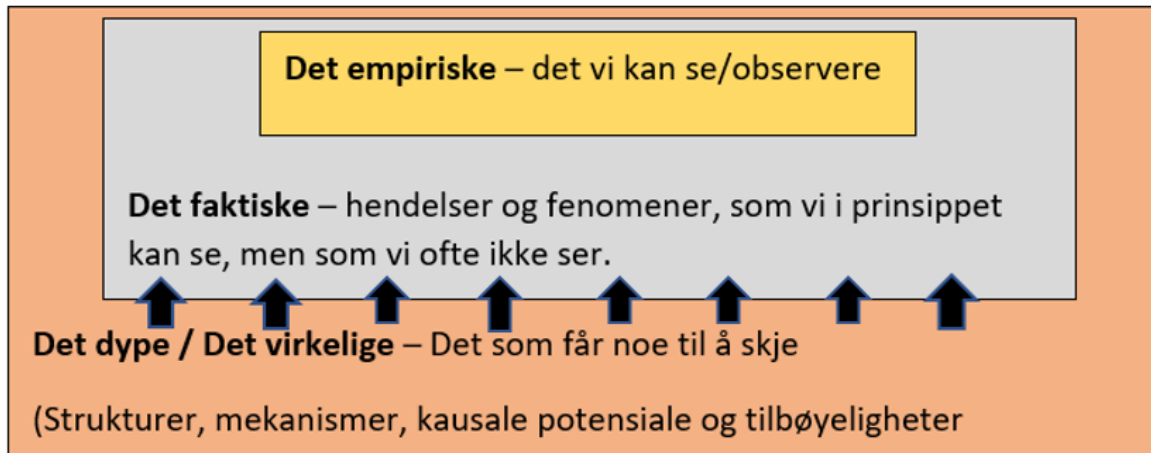 Det empiriske – det vi kan se/observere
Det faktiske – hendelser og fenomener, som vi i prinsippet
kan se, men som vi ofte ikke ser.
Det dype / Det virkelige – Det som får noe til å skje
(Strukturer, mekanismer, kausale potensiale og tilbøyeligheter